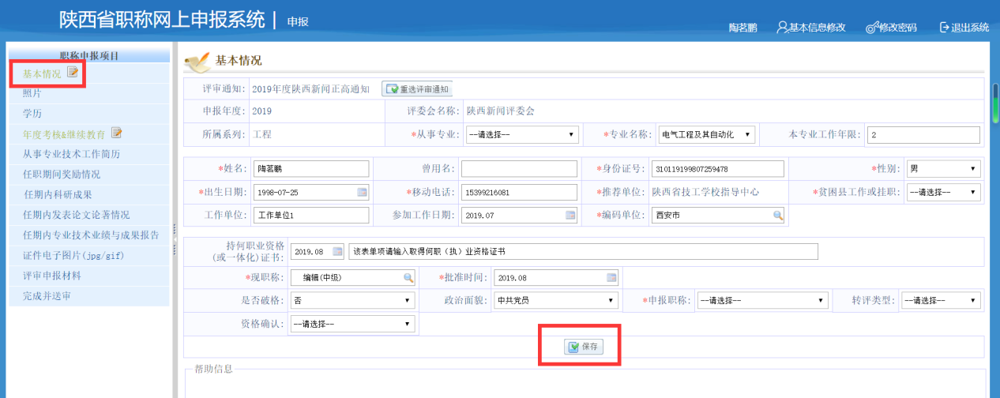 陕西省职称网上申报系统 | 申报
陶茗鹏 基本信息修改 修改密码 退出系统
职称申报项目
基本情况
照片
学历
年度考核&继续教育
从事专业技术工作简历
任职期间奖励情况
任期内科研成果
任期内发表论文论著情况
任期内专业技术业绩与成果报告
证件电子图片(jpg/gif)
评审申报材料
完成并送审
基本情况
评审通知: 2019年度陕西新闻正高通知 重选评审通知
申报年度: 2019 评委会名称: 陕西新闻评委会
所属系列: 工程 *从事专业: --请选择-- *专业名称: 电气工程及其自动化 本专业工作年限: 2
*姓名: 陶茗鹏 曾用名: *身份证号: 310119199807259478 *性别: 男
*出生日期: 1998-07-25 *移动电话: 15399216081 *推荐单位: 陕西省技工学校指导中心 *贫困县工作或挂职: --请选择--
工作单位: 工作单位1 参加工作日期: 2019.07 *编码单位: 西安市
持何职业资格
(或一体化)证书: 2019.08 该表单项请输入取得何职（执）业资格证书
*现职称: 编辑(中级) *批准时间: 2019.08
是否破格: 否 政治面貌: 中共党员 *申报职称: --请选择-- 转评类型: --请选择--
资格确认: --请选择--
保存
帮助信息